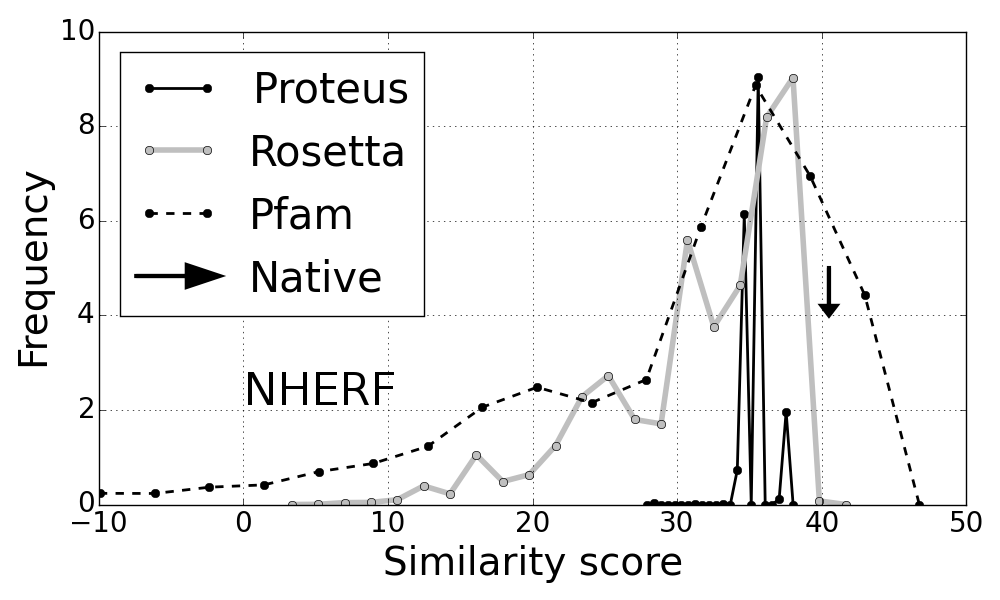 10
8
6
4
2
0
Frequency
Proteus
Rosetta
Pfam
Native
NHERF
−10 0 10 20 30 40 50
Similarity score